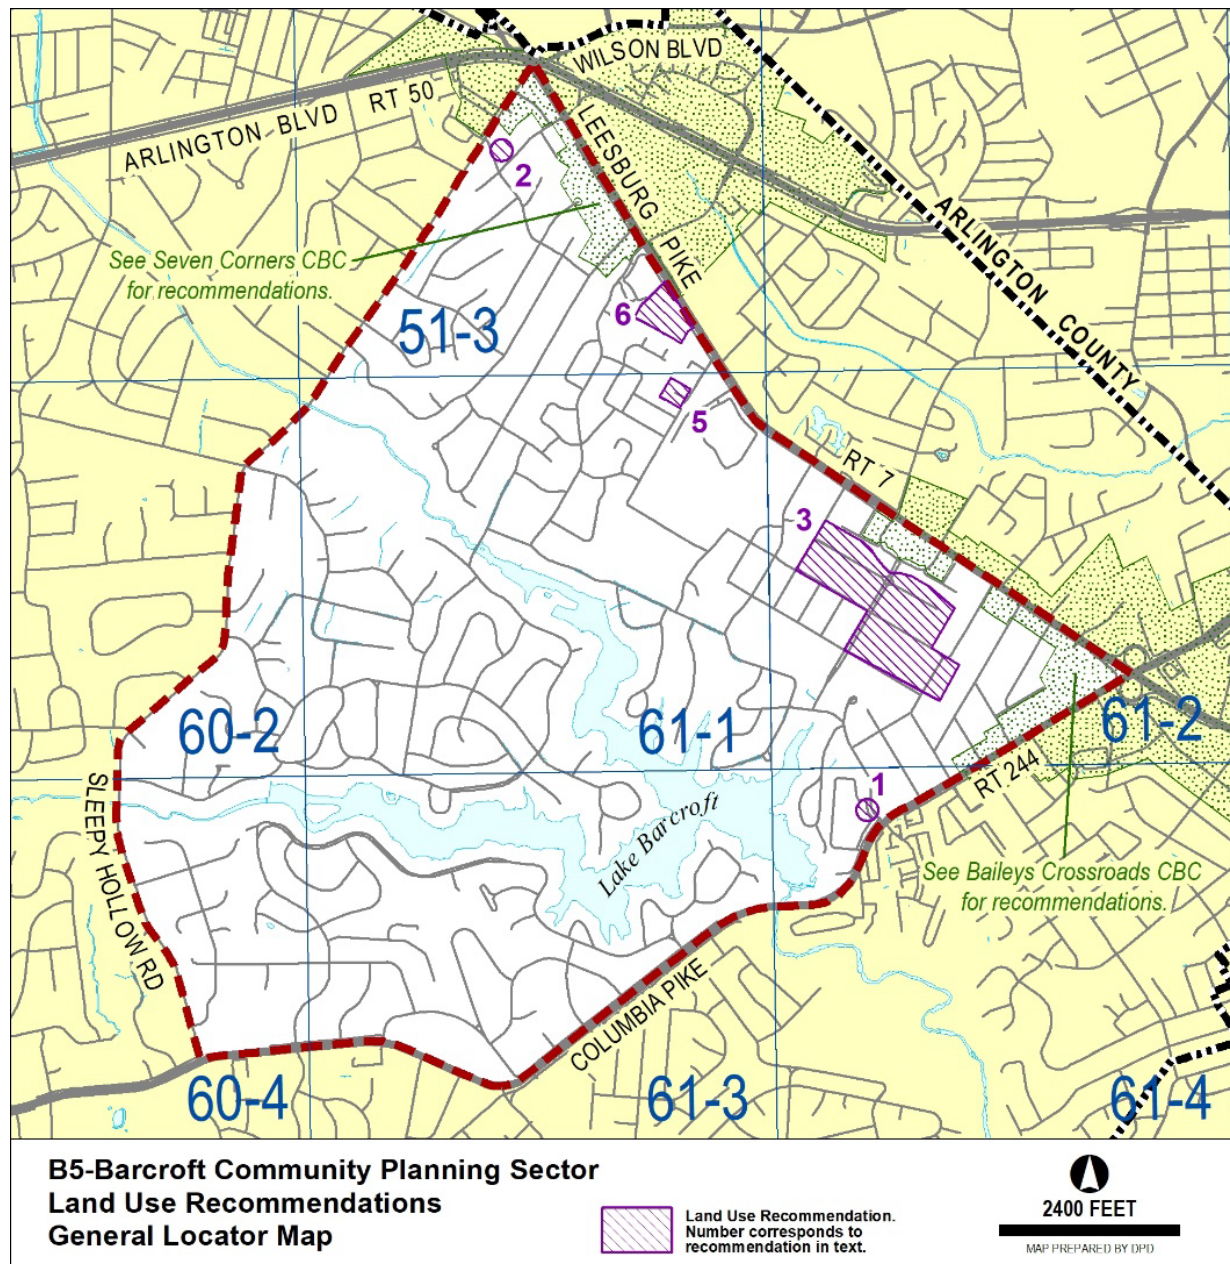 WILSON BLVD
ARLINGTON BLVD RT 50
LEESBURG PIKE
2
ARLINGTON COUNTY
See Seven Corners CBC
for recommendations.
51-3
6
5
RT 7
3
60-2
61-1
61-2
SLEEPY HOLLOW RD
1
RT 244
Lake Barcroft
See Baileys Crossroads CBC
for recommendations.
COLUMBIA PIKE
60-4
61-3
61-4
B5-Barcroft Community Planning Sector
Land Use Recommendations
General Locator Map
Land Use Recommendation.
Number corresponds to
recommendation in text.
2400 FEET
MAP PREPARED BY DPD